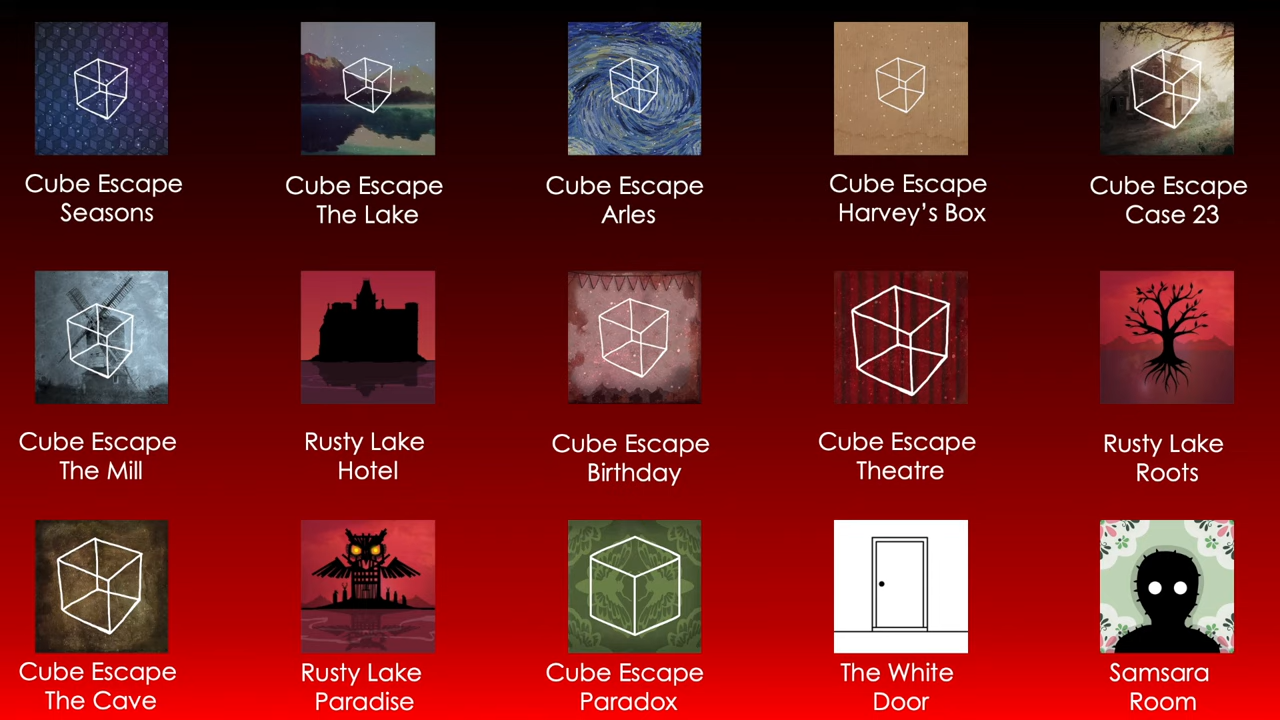 Cube Escape
Seasons
Cube Escape
The Lake
Cube Escape
Arles
Cube Escape
Harvey’s Box
Cube Escape
Case 23
Cube Escape
The Mill
Rusty Lake
Hotel
Cube Escape
Birthday
Cube Escape
Theatre
Rusty Lake
Roots
Cube Escape
The Cave
Rusty Lake
Paradise
Cube Escape
Paradox
The White
Door
Samsara
Room